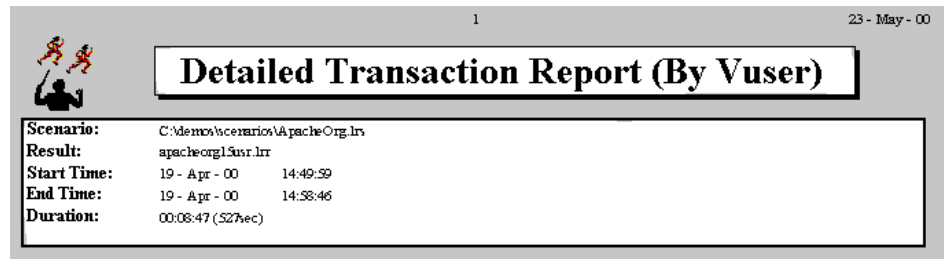 1 23 - May - 00
Detailed Transaction Report (By Vuser)
Scenario: C:\demos\scenarios\ApacheOrg.lrs
Result: apacheorg15usr.lrr
Start Time: 19 - Apr - 00 14:49:59
End Time: 19 - Apr - 00 14:58:46
Duration: 00:08:47 (527sec)